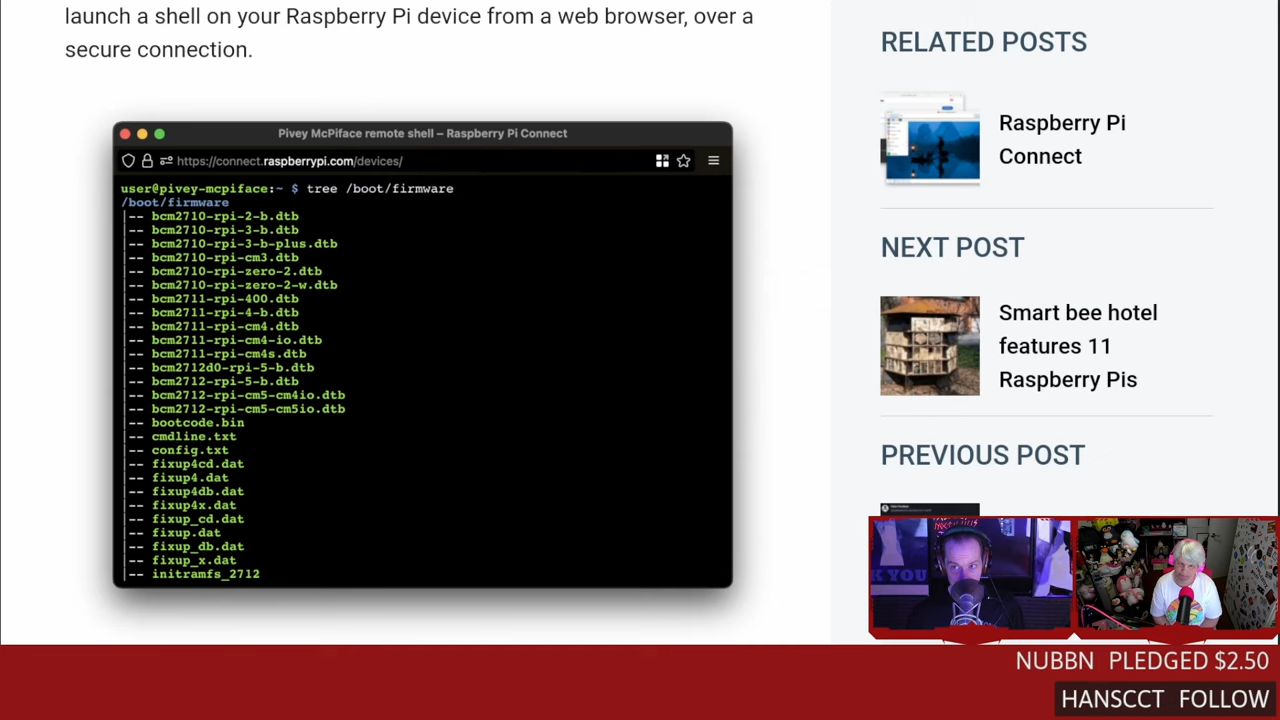 launch a shell on your Raspberry Pi device from a web browser, over a
secure connection.
Pivey McPiface remote shell – Raspberry Pi Connect
https://connect.raspberrypi.com/devices/
user@pivey-mcpiface:~ $ tree /boot/firmware
/boot/firmware
|-- bcm2710-rpi-2-b.dtb
|-- bcm2710-rpi-3-b.dtb
|-- bcm2710-rpi-3-b-plus.dtb
|-- bcm2710-rpi-cm3.dtb
|-- bcm2710-rpi-zero-2.dtb
|-- bcm2710-rpi-zero-2-w.dtb
|-- bcm2711-rpi-400.dtb
|-- bcm2711-rpi-4-b.dtb
|-- bcm2711-rpi-cm4.dtb
|-- bcm2711-rpi-cm4-io.dtb
|-- bcm2711-rpi-cm4s.dtb
|-- bcm2712d0-rpi-5-b.dtb
|-- bcm2712-rpi-5-b.dtb
|-- bcm2712-rpi-cm5-cm4io.dtb
|-- bcm2712-rpi-cm5-cm5io.dtb
|-- bootcode.bin
|-- cmdline.txt
|-- config.txt
|-- fixup4cd.dat
|-- fixup4.dat
|-- fixup4db.dat
|-- fixup4x.dat
|-- fixup_cd.dat
|-- fixup.dat
|-- fixup_db.dat
|-- fixup_x.dat
|-- initramfs_2712
RELATED POSTS
Raspberry Pi
Connect
NEXT POST
Smart bee hotel
features 11
Raspberry Pis
PREVIOUS POST
K YOU
NUBBN PLEDGED $2.50
HANSCCT FOLLOW